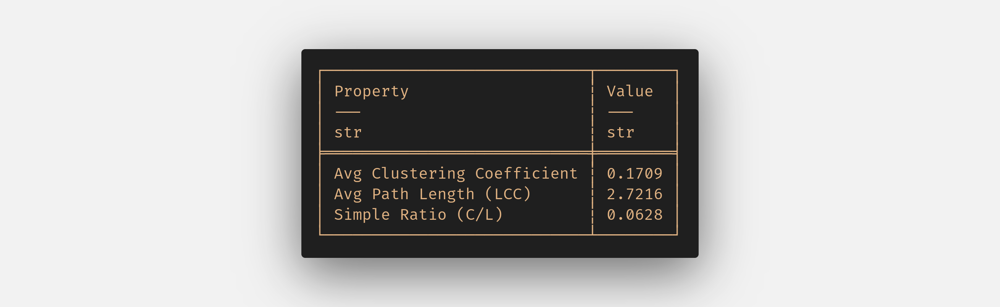 Property Value
--- ---
str str
Avg Clustering Coefficient 0.1709
Avg Path Length (LCC) 2.7216
Simple Ratio (C/L) 0.0628